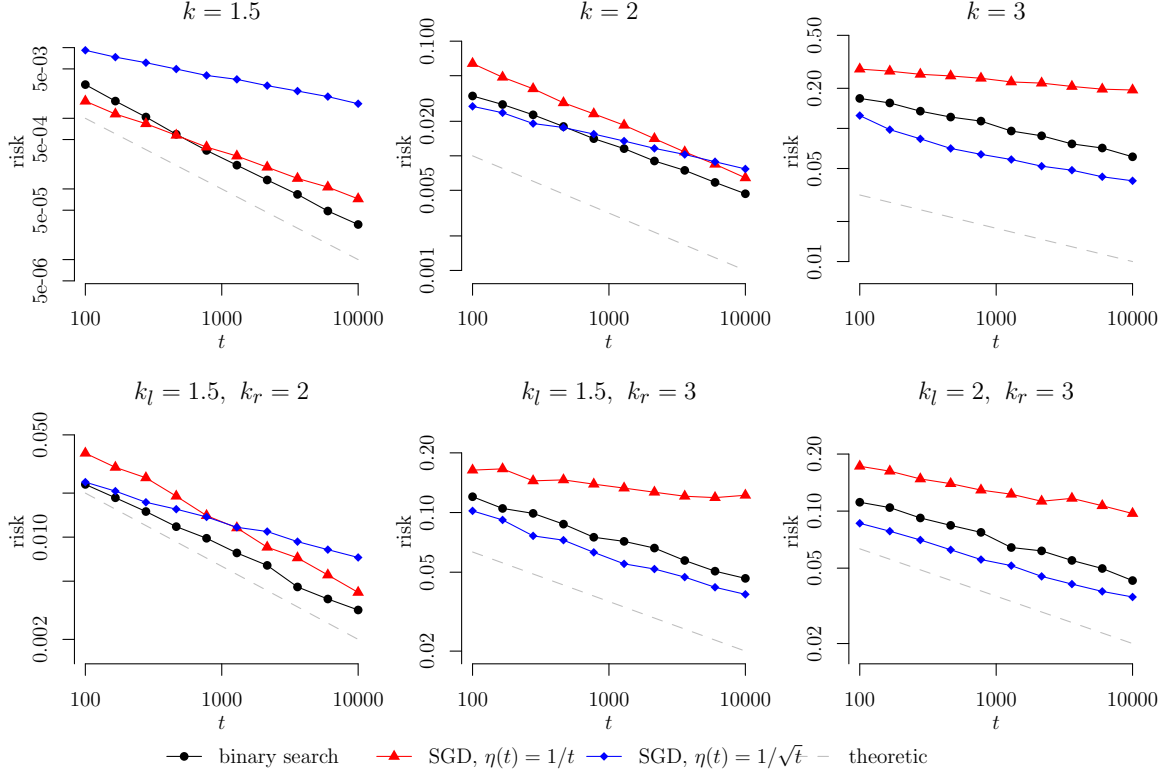 k = 1.5
k = 2
k = 3
risk
5e-03
5e-04
5e-05
5e-06
100
1000
10000
t
risk
0.100
0.020
0.005
0.001
100
1000
10000
t
risk
0.50
0.20
0.05
0.01
100
1000
10000
t
k_l = 1.5, k_r = 2
k_l = 1.5, k_r = 3
k_l = 2, k_r = 3
risk
0.050
0.010
0.002
100
1000
10000
t
risk
0.20
0.10
0.05
0.02
100
1000
10000
t
risk
0.20
0.10
0.05
0.02
100
1000
10000
t
binary search
SGD, η(t) = 1/t
SGD, η(t) = 1/√t
theoretic